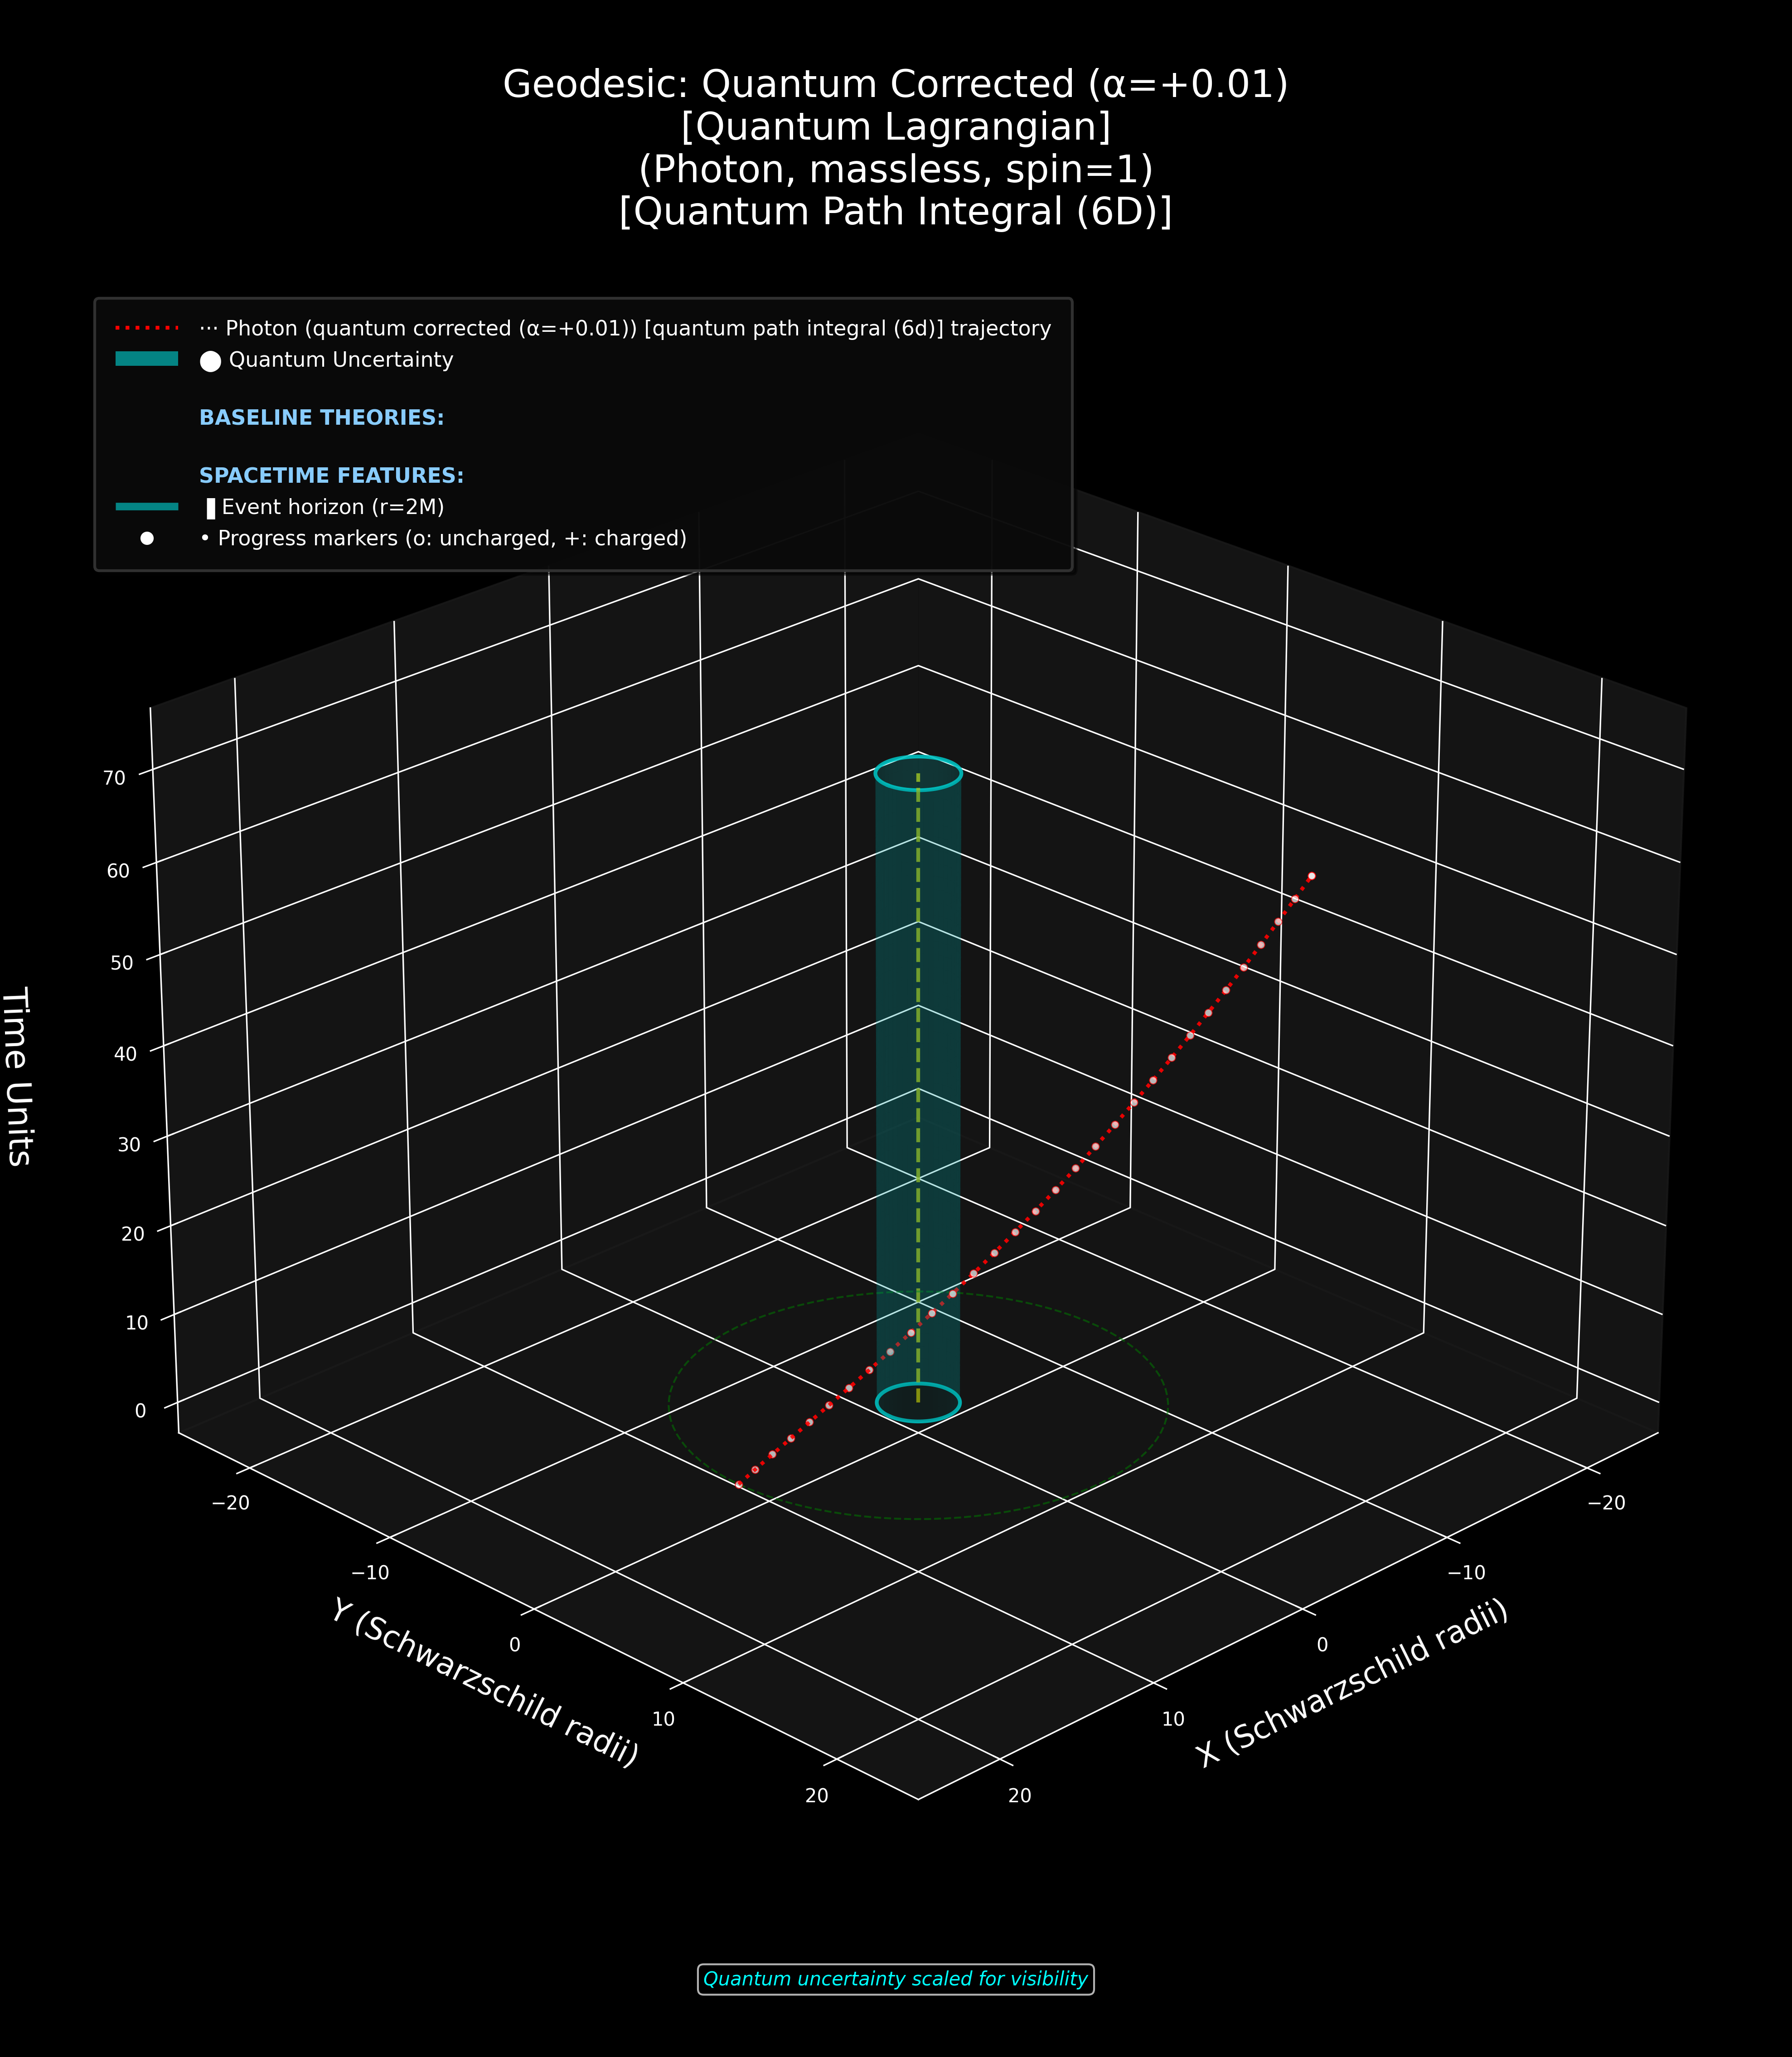 Geodesic: Quantum Corrected (α=+0.01)
[Quantum Lagrangian]
(Photon, massless, spin=1)
[Quantum Path Integral (6D)]
··· Photon (quantum corrected (α=+0.01)) [quantum path integral (6d)] trajectory
● Quantum Uncertainty
BASELINE THEORIES:
SPACETIME FEATURES:
▐ Event horizon (r=2M)
• Progress markers (o: uncharged, +: charged)
70
60
50
40
30
20
10
0
Time Units
−20
−10
0
10
20
Y (Schwarzschild radii)
−20
−10
0
10
20
X (Schwarzschild radii)
Quantum uncertainty scaled for visibility